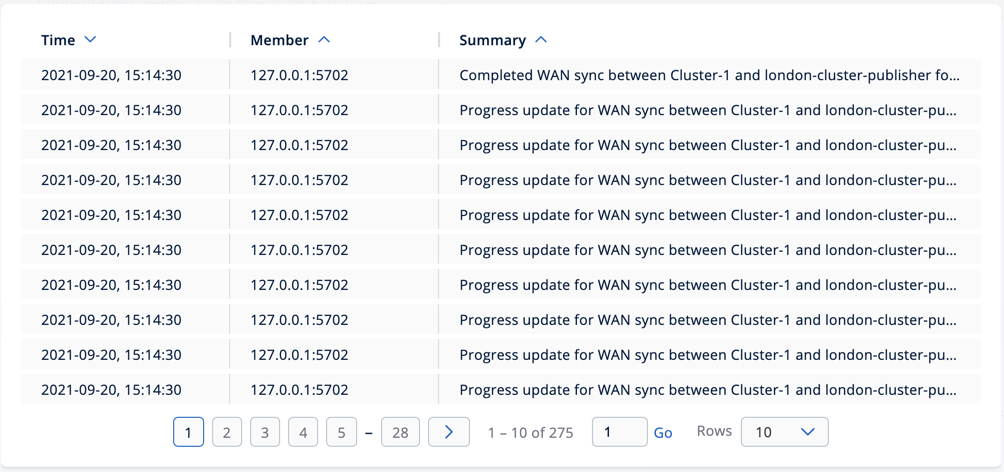 Time Member Summary
2021-09-20, 15:14:30 127.0.0.1:5702 Completed WAN sync between Cluster-1 and london-cluster-publisher fo...
2021-09-20, 15:14:30 127.0.0.1:5702 Progress update for WAN sync between Cluster-1 and london-cluster-pu...
2021-09-20, 15:14:30 127.0.0.1:5702 Progress update for WAN sync between Cluster-1 and london-cluster-pu...
2021-09-20, 15:14:30 127.0.0.1:5702 Progress update for WAN sync between Cluster-1 and london-cluster-pu...
2021-09-20, 15:14:30 127.0.0.1:5702 Progress update for WAN sync between Cluster-1 and london-cluster-pu...
2021-09-20, 15:14:30 127.0.0.1:5702 Progress update for WAN sync between Cluster-1 and london-cluster-pu...
2021-09-20, 15:14:30 127.0.0.1:5702 Progress update for WAN sync between Cluster-1 and london-cluster-pu...
2021-09-20, 15:14:30 127.0.0.1:5702 Progress update for WAN sync between Cluster-1 and london-cluster-pu...
2021-09-20, 15:14:30 127.0.0.1:5702 Progress update for WAN sync between Cluster-1 and london-cluster-pu...
2021-09-20, 15:14:30 127.0.0.1:5702 Progress update for WAN sync between Cluster-1 and london-cluster-pu...
1 2 3 4 5 – 28 1 – 10 of 275 1 Go Rows 10